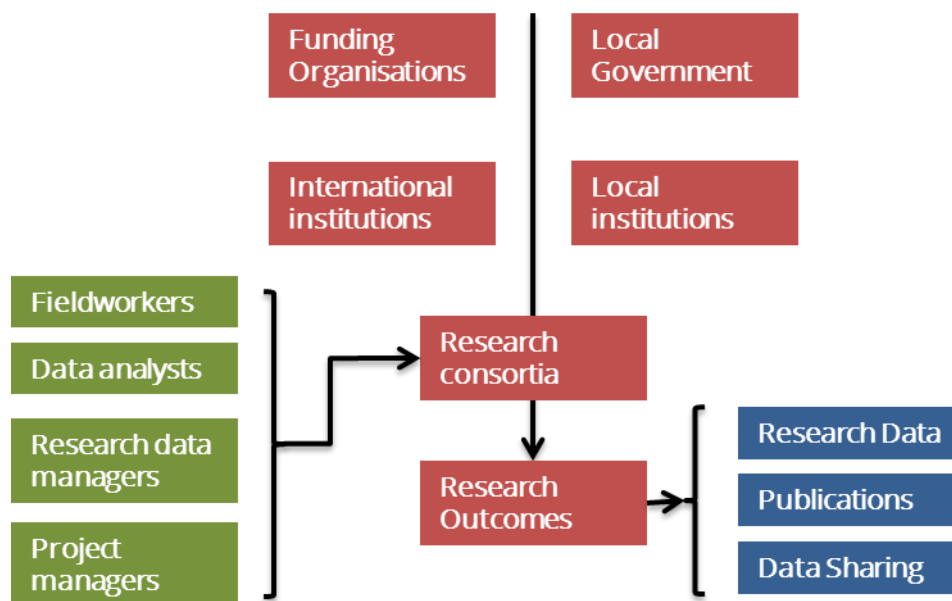 Funding
Organisations
Local
Government
International
institutions
Local
institutions
Fieldworkers
Data analysts
Research data
managers
Project
managers
Research
consortia
Research
Outcomes
Research Data
Publications
Data Sharing